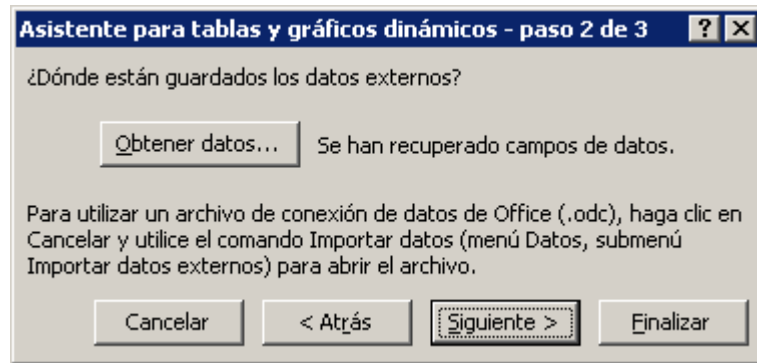 Asistente para tablas y gráficos dinámicos - paso 2 de 3
¿Dónde están guardados los datos externos?
Obtener datos... Se han recuperado campos de datos.
Para utilizar un archivo de conexión de datos de Office (.odc), haga clic en
Cancelar y utilice el comando Importar datos (menú Datos, submenú
Importar datos externos) para abrir el archivo.
Cancelar < Atrás Siguiente > Finalizar